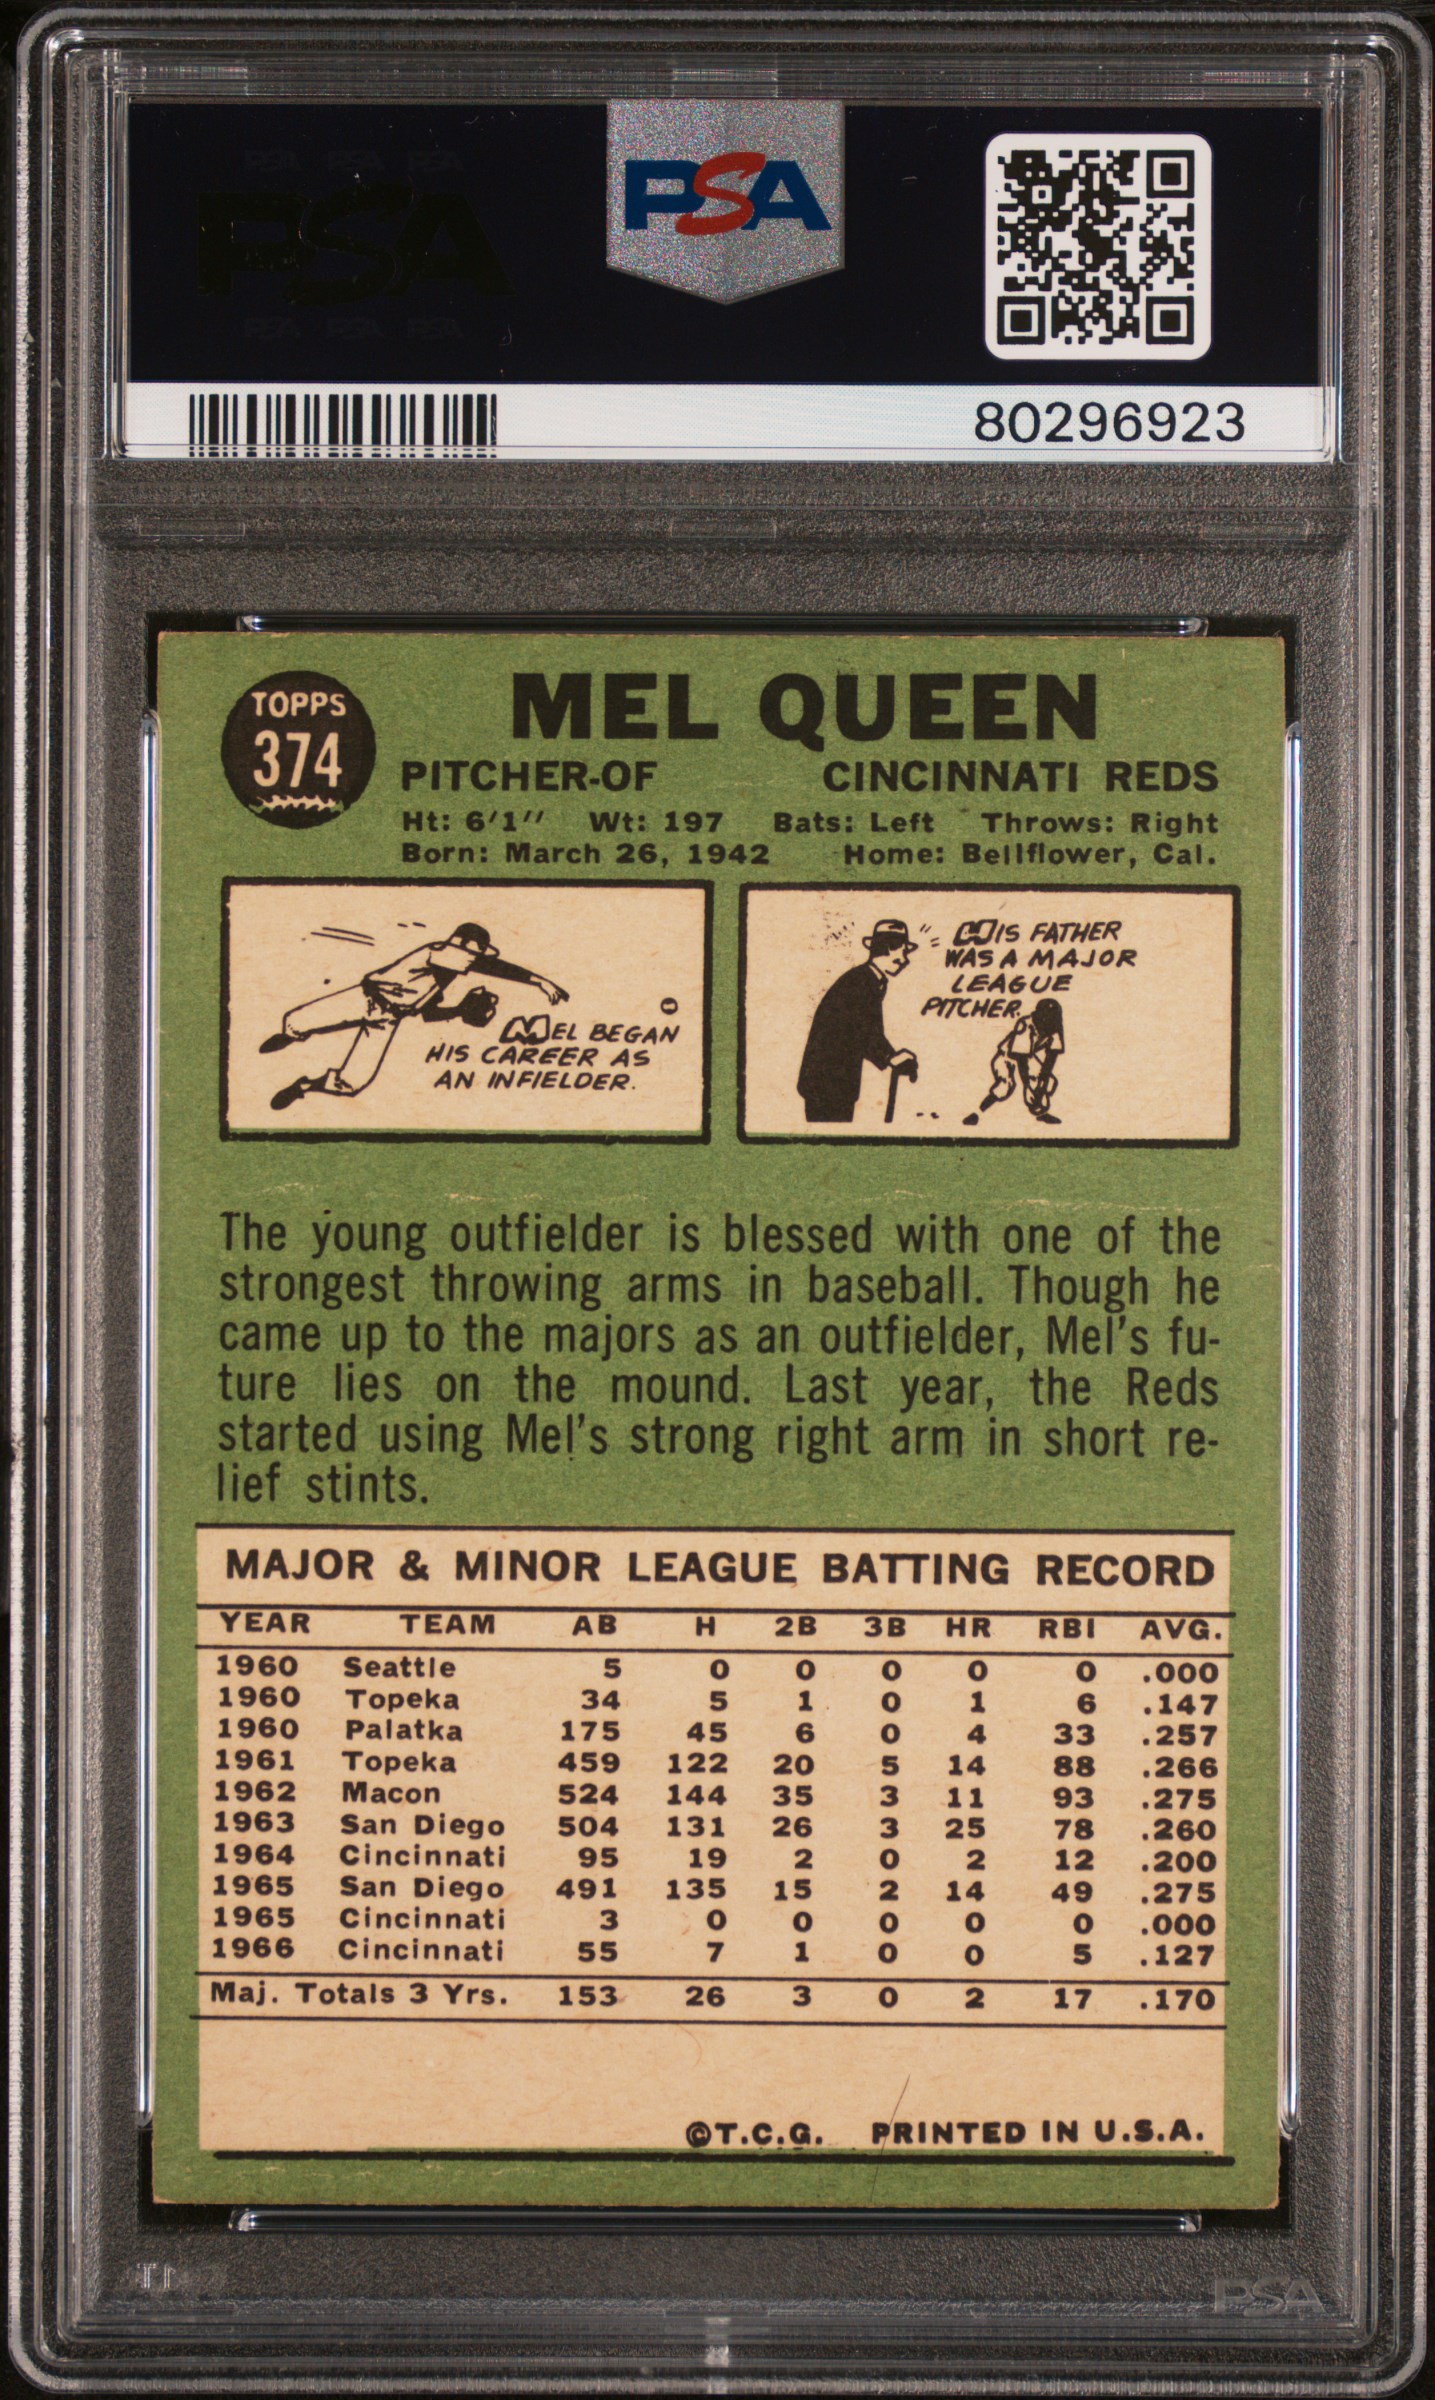 PSA
PSA PSA PSA
PSA
PSA PSA PSA
80296923
TOPPS
374
MEL QUEEN
PITCHER-OF CINCINNATI REDS
Ht: 6'1" Wt: 197 Bats: Left Throws: Right
Born: March 26, 1942 Home: Bellflower, Cal.
MEL BEGAN
HIS CAREER AS
AN INFIELDER.
HIS FATHER
WAS A MAJOR
LEAGUE
PITCHER.
The young outfielder is blessed with one of the
strongest throwing arms in baseball. Though he
came up to the majors as an outfielder, Mel's fu-
ture lies on the mound. Last year, the Reds
started using Mel's strong right arm in short re-
lief stints.
MAJOR & MINOR LEAGUE BATTING RECORD
YEAR TEAM AB H 2B 3B HR RBI AVG.
1960 Seattle 5 0 0 0 0 0 .000
1960 Topeka 34 5 1 0 1 6 .147
1960 Palatka 175 45 6 0 4 33 .257
1961 Topeka 459 122 20 5 14 88 .266
1962 Macon 524 144 35 3 11 93 .275
1963 San Diego 504 131 26 3 25 78 .260
1964 Cincinnati 95 19 2 0 2 12 .200
1965 San Diego 491 135 15 2 14 49 .275
1965 Cincinnati 3 0 0 0 0 0 .000
1966 Cincinnati 55 7 1 0 0 5 .127
Maj. Totals 3 Yrs. 153 26 3 0 2 17 .170
©T.C.G. PRINTED IN U.S.A.
PSA